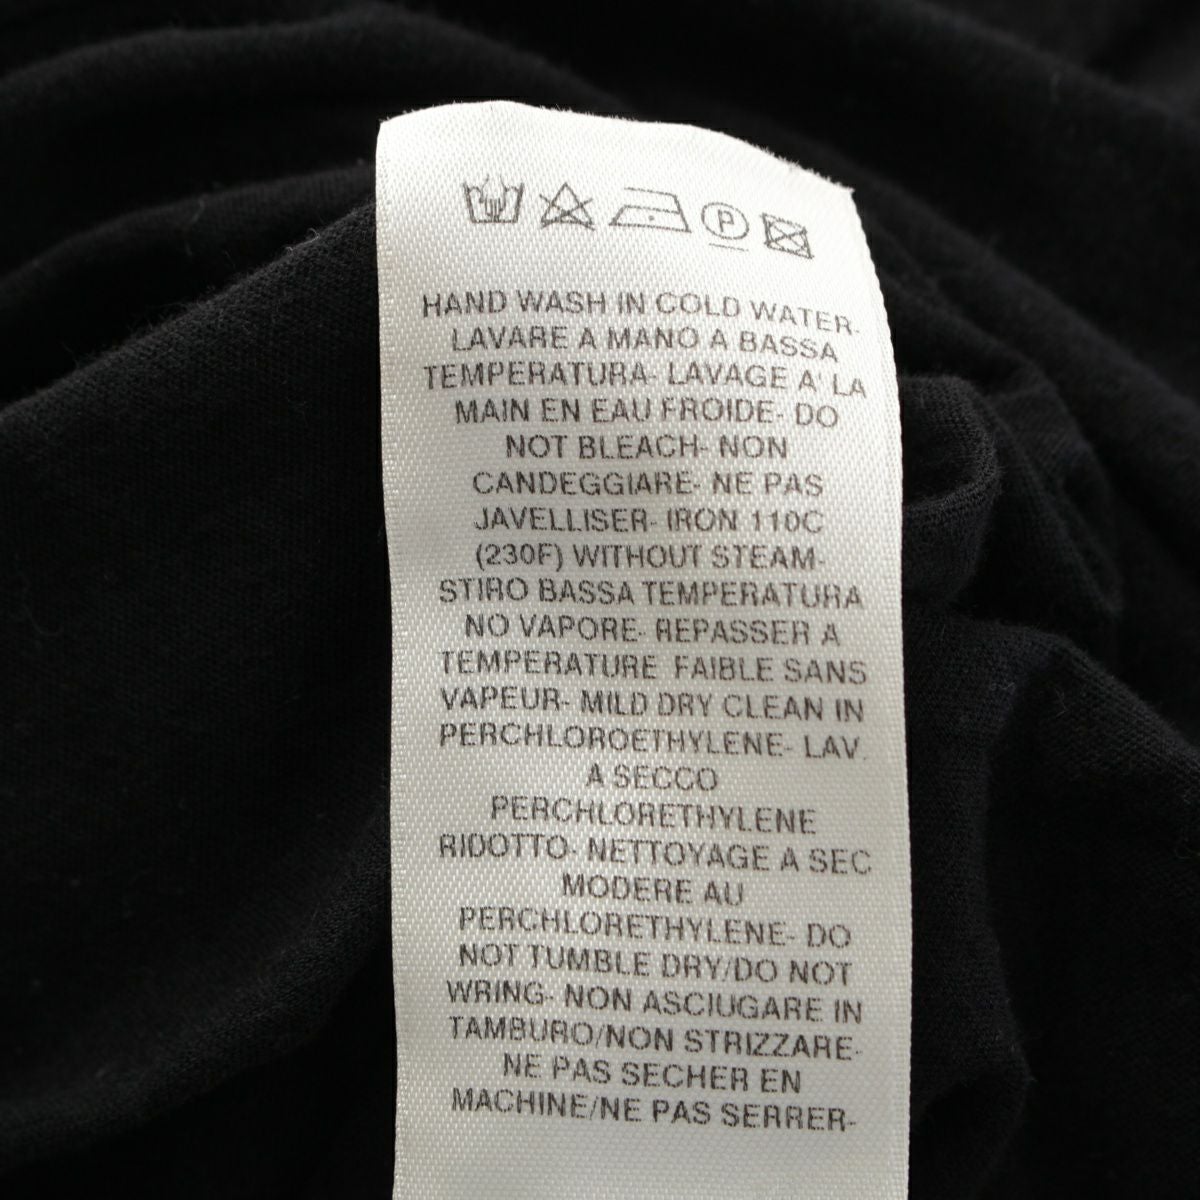 P
HAND WASH IN COLD WATER-
LAVARE A MANO A BASSA
TEMPERATURA- LAVAGE A' LA
MAIN EN EAU FROIDE- DO
NOT BLEACH- NON
CANDEGGIARE- NE PAS
JAVELLISER- IRON 110C
(230F) WITHOUT STEAM-
STIRO BASSA TEMPERATURA
NO VAPORE- REPASSER A
TEMPERATURE FAIBLE SANS
VAPEUR- MILD DRY CLEAN IN
PERCHLOROETHYLENE- LAV.
A SECCO
PERCHLORETHYLENE
RIDOTTO- NETTOYAGE A SEC
MODERE AU
PERCHLORETHYLENE- DO
NOT TUMBLE DRY/DO NOT
WRING- NON ASCIUGARE IN
TAMBURO/NON STRIZZARE-
NE PAS SECHER EN
MACHINE/NE PAS SERRER-